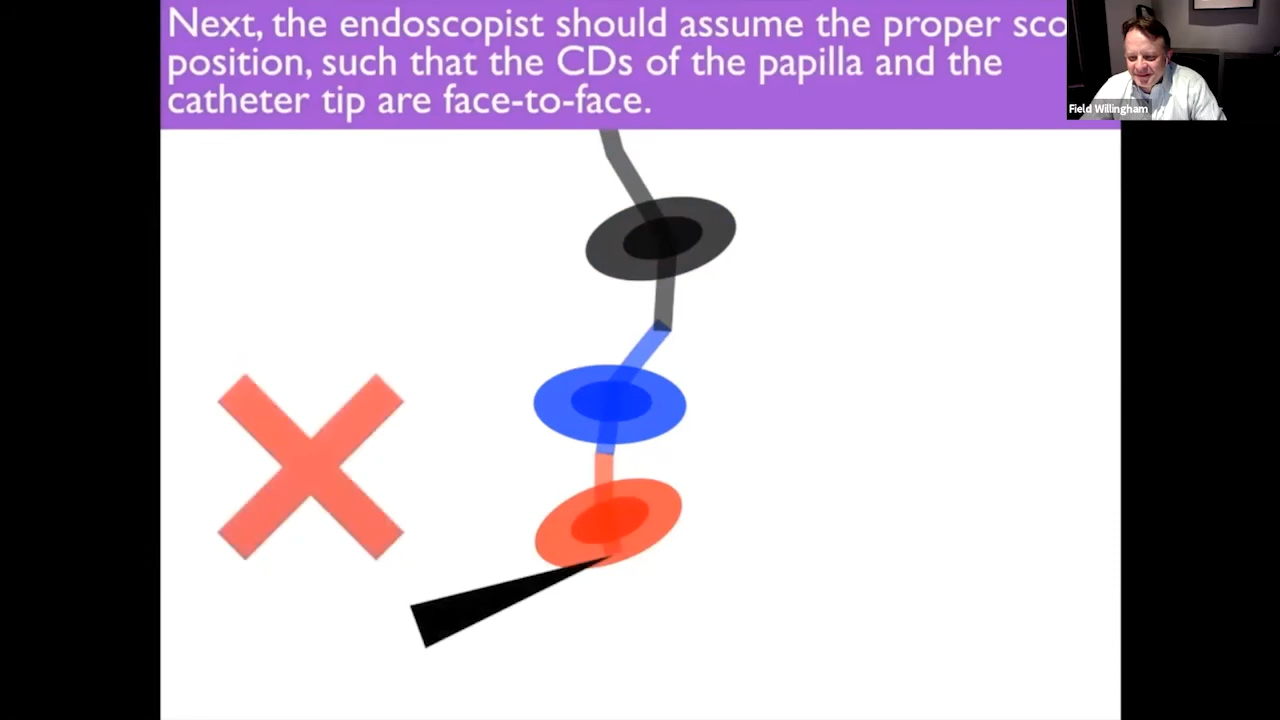 Next, the endoscopist should assume the proper sco
position, such that the CDs of the papilla and the
catheter tip are face-to-face.
Field Willingham